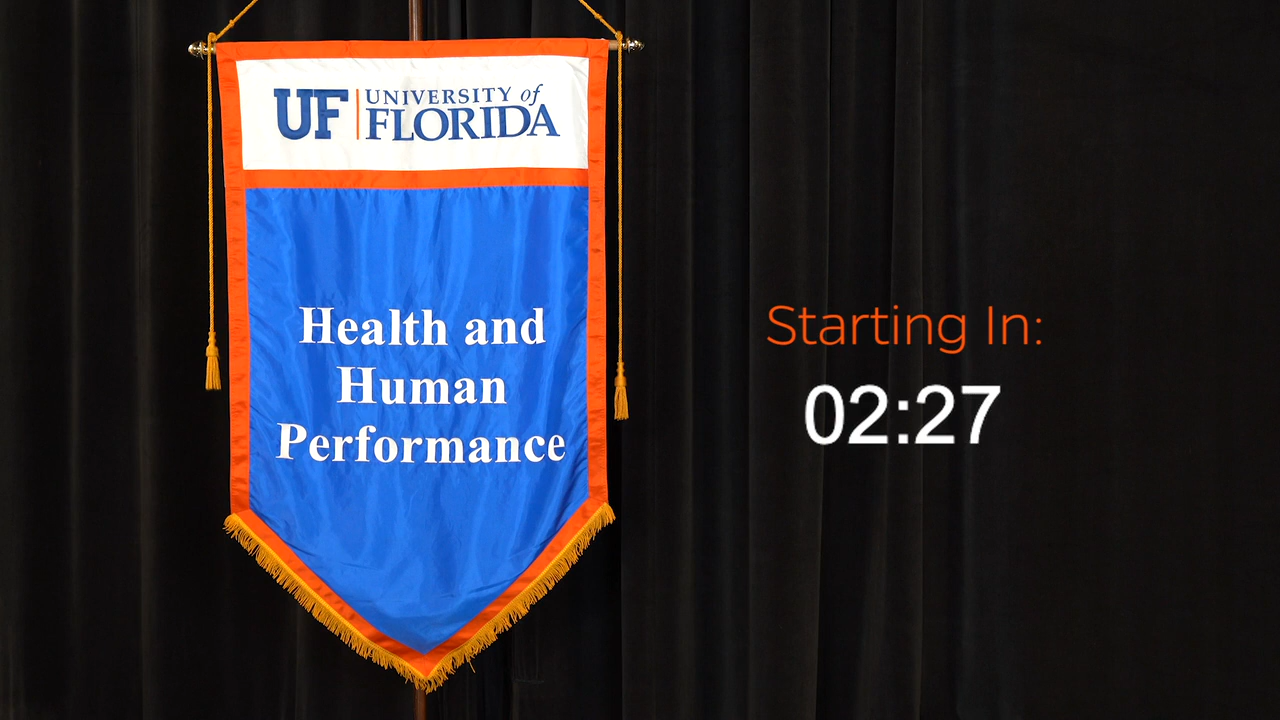 UF UNIVERSITY of
FLORIDA
Health and
Human
Performance
Starting In:
02:27